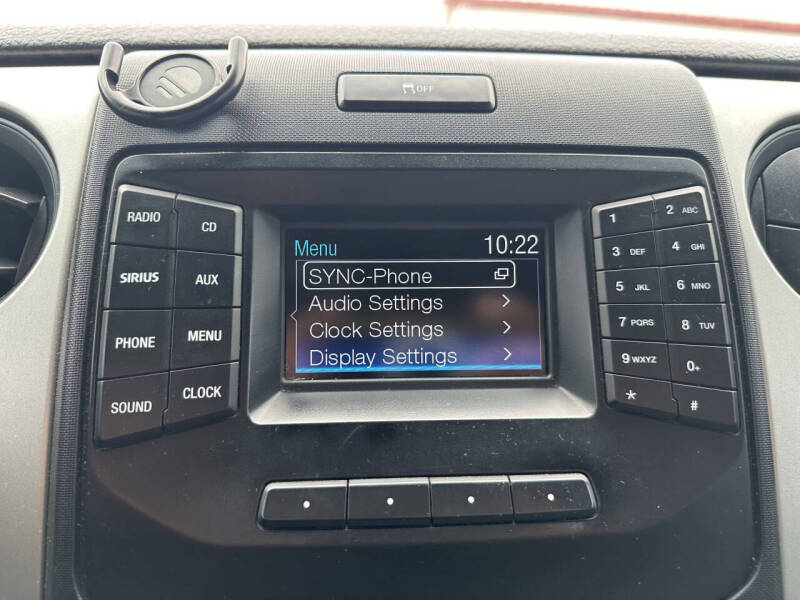 OFF
RADIO
CD
SIRIUS
AUX
PHONE
MENU
SOUND
CLOCK
Menu 10:22
SYNC-Phone
Audio Settings
Clock Settings
Display Settings
1
2 ABC
3 DEF
4 GHI
5 JKL
6 MNO
7 PQRS
8 TUV
9 WXYZ
0+
*
#